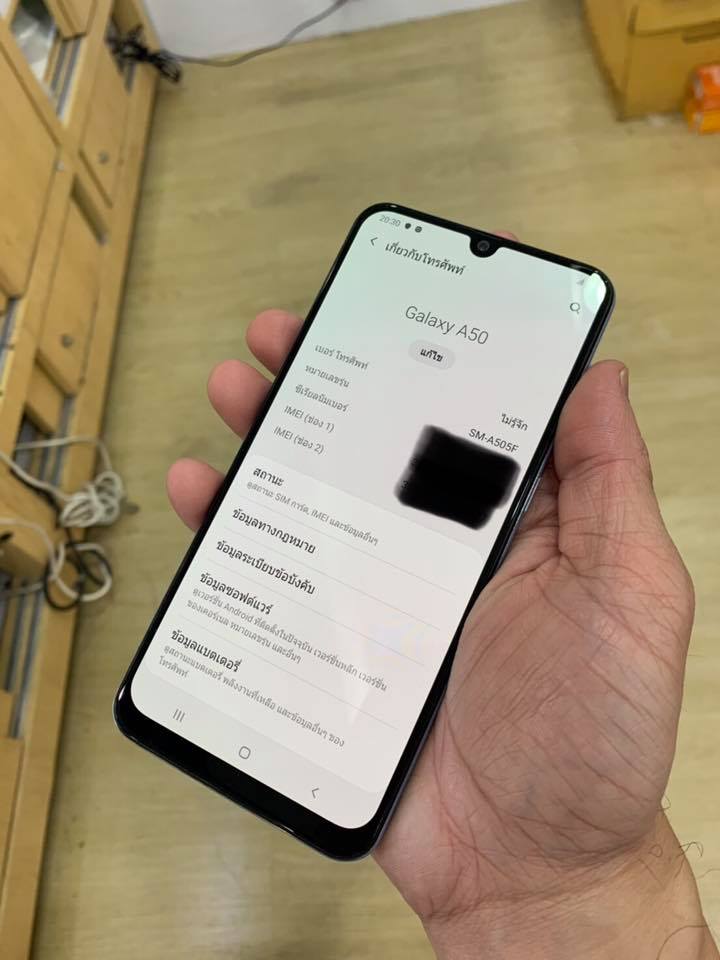 20:30
เกี่ยวกับโทรศัพท์
Galaxy A50
แก้ไข
เบอร์ โทรศัพท์ ไม่รู้จัก
หมายเลขรุ่น SM-A505F
ซีเรียลนัมเบอร์
IMEI (ช่อง 1)
IMEI (ช่อง 2)
สถานะ
ดูสถานะ SIM การ์ด, IMEI และข้อมูลอื่นๆ
ข้อมูลทางกฎหมาย
ข้อมูลระเบียบข้อบังคับ
ข้อมูลซอฟต์แวร์
ดูเวอร์ชั่น Android ที่ติดตั้งในปัจจุบัน เวอร์ชั่นหลัก เวอร์ชั่น
ของเคอร์เนล หมายเลขรุ่น และอื่นๆ
ข้อมูลแบตเตอรี่
ดูสถานะแบตเตอรี่ พลังงานที่เหลือ และข้อมูลอื่นๆ ของ
โทรศัพท์